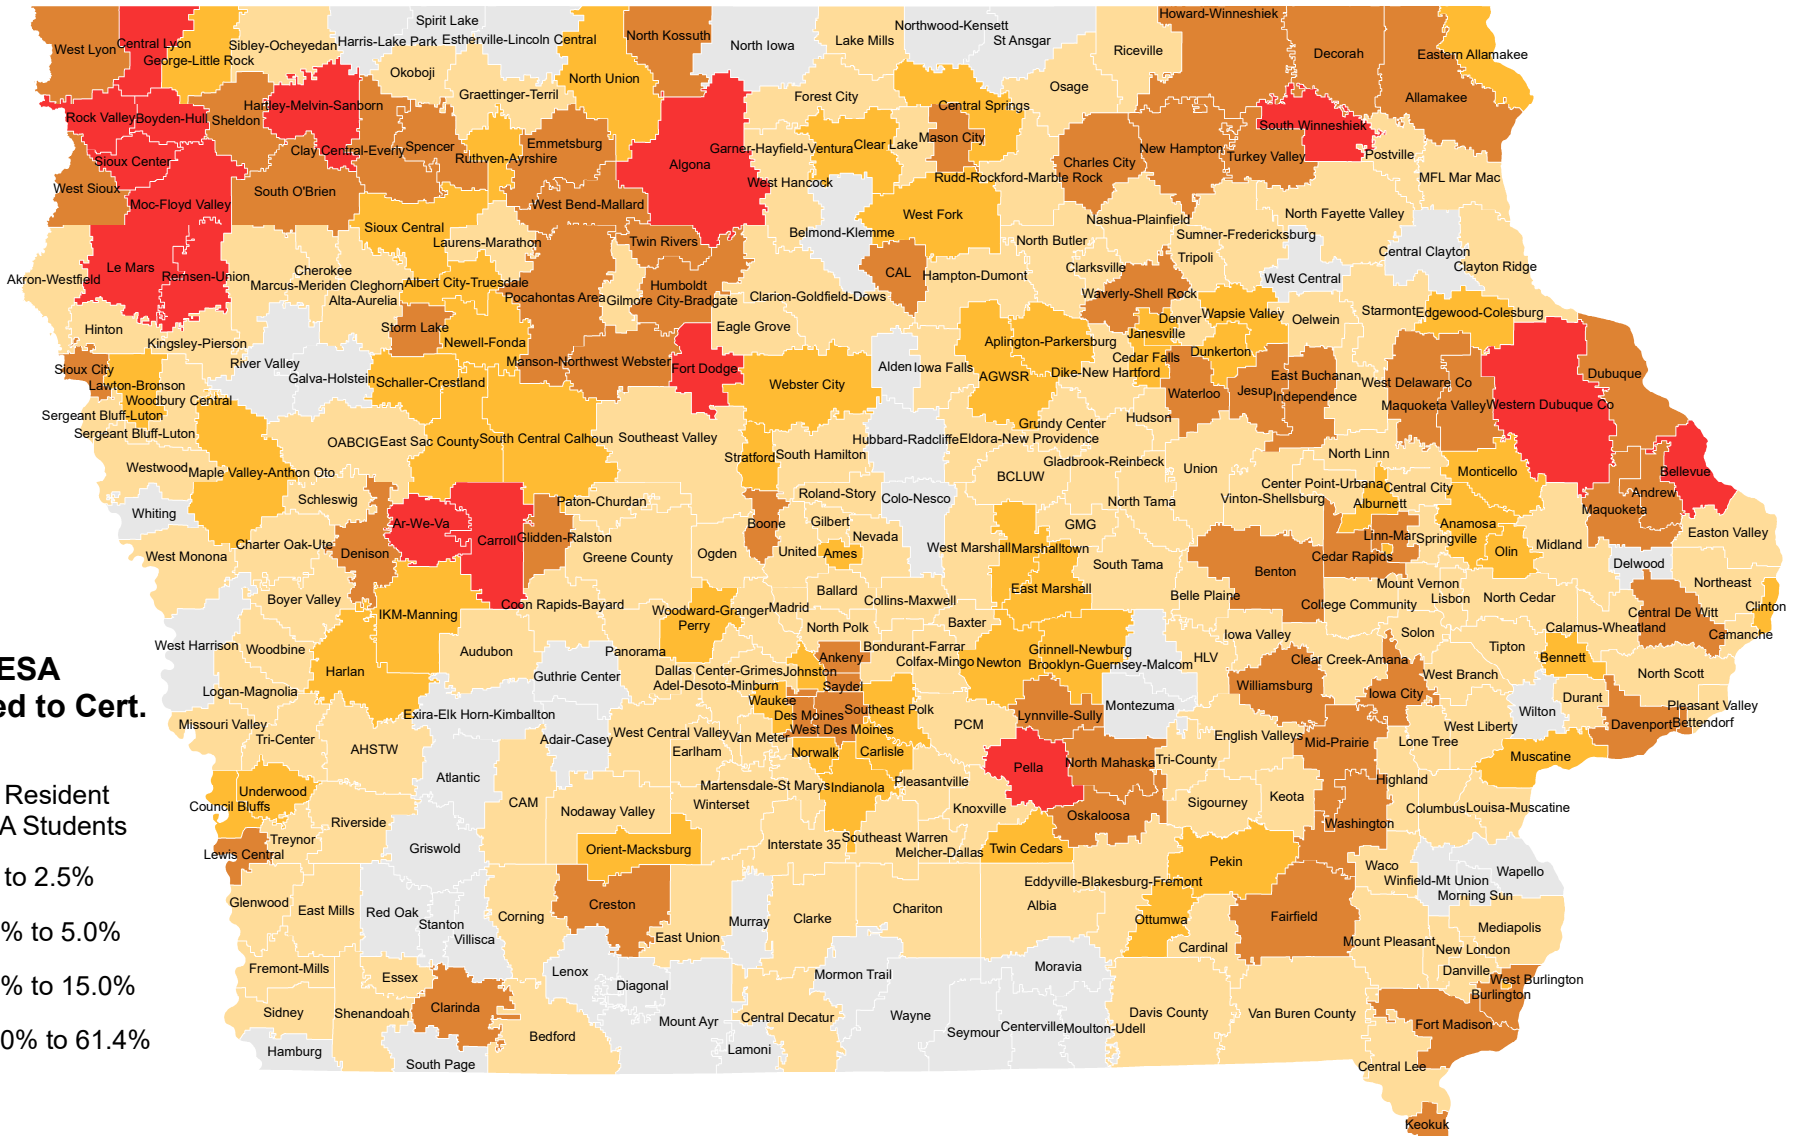 Spirit Lake
Howard-Winneshiek
Northwood-Kensett
West Lyon
Central Lyon
Sibley-Ocheyedan
Harris-Lake Park
Estherville-Lincoln Central
North Kossuth
North Iowa
Lake Mills
St Ansgar
Riceville
Decorah
Eastern Allamakee
George-Little Rock
Okoboji
North Union
Graettinger-Terril
Forest City
Osage
Allamakee
Hartley-Melvin-Sanborn
Central Springs
Rock Valley
Boyden-Hull
Sheldon
South Winneshiek
Mason City
Clay Central-Everly
Spencer
Emmetsburg
Ruthven-Ayrshire
Algona
Garner-Hayfield-Ventura
Clear Lake
Charles City
New Hampton
Turkey Valley
Postville
Sioux Center
West Sioux
South O'Brien
West Hancock
Rudd-Rockford-Marble Rock
MFL Mar Mac
Moc-Floyd Valley
West Bend-Mallard
West Fork
Nashua-Plainfield
North Fayette Valley
Sioux Central
Laurens-Marathon
Twin Rivers
Belmond-Klemme
North Butler
Sumner-Fredericksburg
Tripoli
Central Clayton
Akron-Westfield
Le Mars
Remsen-Union
Cherokee
Marcus-Meriden Cleghorn
Albert City-Truesdale
Alta-Aurelia
Pocahontas Area
Humboldt
Gilmore City-Bradgate
Clarion-Goldfield-Dows
CAL
Hampton-Dumont
Clarksville
Waverly-Shell Rock
West Central
Clayton Ridge
Hinton
Kingsley-Pierson
Storm Lake
Newell-Fonda
Eagle Grove
Denver
Wapsie Valley
Oelwein
Starmont
Edgewood-Colesburg
Janesville
Aplington-Parkersburg
Sioux City
River Valley
Galva-Holstein
Schaller-Crestland
Manson-Northwest Webster
Fort Dodge
Webster City
Alden
Iowa Falls
AGWSR
Dike-New Hartford
Cedar Falls
Dunkerton
Lawton-Bronson
Woodbury Central
Waterloo
Jesup
East Buchanan
Independence
West Delaware Co
Maquoketa Valley
Western Dubuque Co
Dubuque
Sergeant Bluff-Luton
Sergeant Bluff-Luton
OABCIG
East Sac County
South Central Calhoun
Southeast Valley
Hubbard-Radcliffe
Eldora-New Providence
Grundy Center
Hudson
Westwood
Maple Valley-Anthon Oto
Stratford
South Hamilton
BCLUW
Gladbrook-Reinbeck
Union
North Linn
Monticello
Bellevue
Whiting
Schleswig
Ar-We-Va
Paton-Churdan
Roland-Story
Colo-Nesco
North Tama
Vinton-Shellsburg
Center Point-Urbana
Alburnett
Central City
Andrew
Maquoketa
West Monona
Charter Oak-Ute
Denison
Carroll
Glidden-Ralston
Greene County
Ogden
Boone
Gilbert
Nevada
United
Ames
West Marshall
Marshalltown
GMG
South Tama
Benton
Cedar Rapids
Linn-Mar
Springville
Anamosa
Olin
Midland
Easton Valley
Delwood
Northeast
Boyer Valley
IKM-Manning
Coon Rapids-Bayard
Woodward-Granger
Perry
Madrid
Ballard
Collins-Maxwell
East Marshall
Belle Plaine
College Community
Mount Vernon
Lisbon
North Cedar
Central De Witt
Clinton
Calamus-Wheatland
Camanche
West Harrison
Woodbine
Harlan
Audubon
Guthrie Center
Panorama
North Polk
Baxter
Bondurant-Farrar
Ankeny
Colfax-Mingo
Newton
Grinnell-Newburg
Brooklyn-Guernsey-Malcom
HLV
Iowa Valley
Clear Creek-Amana
Solon
Tipton
Bennett
ESA
ed to Cert.
Logan-Magnolia
Dallas Center-Grimes
Johnston
Adel-Desoto-Minburn
Saydel
Waukee
Des Moines
Southeast Polk
West Des Moines
Lynnville-Sully
Montezuma
Williamsburg
Iowa City
West Branch
North Scott
Durant
Wilton
Pleasant Valley
Davenport
Bettendorf
Missouri Valley
Tri-Center
Exira-Elk Horn-Kimballton
Adair-Casey
West Central Valley
Van Meter
Earlham
Norwalk
Carlisle
PCM
English Valleys
Mid-Prairie
Lone Tree
West Liberty
Muscatine
AHSTW
Atlantic
CAM
Martensdale-St Marys
Indianola
Pleasantville
Pella
North Mahaska
Tri-County
Highland
Resident
A Students
Underwood
Council Bluffs
Riverside
Treynor
Lewis Central
Griswold
Nodaway Valley
Winterset
Knoxville
Oskaloosa
Sigourney
Keota
Washington
Columbus
Louisa-Muscatine
Orient-Macksburg
Interstate 35
Southeast Warren
Melcher-Dallas
Twin Cedars
Pekin
Waco
Winfield-Mt Union
Wapello
Morning Sun
to 2.5%
% to 5.0%
% to 15.0%
0% to 61.4%
Glenwood
East Mills
Red Oak
Stanton
Villisca
Corning
Creston
East Union
Murray
Clarke
Chariton
Eddyville-Blakesburg-Fremont
Albia
Ottumwa
Cardinal
Fairfield
Mount Pleasant
Mediapolis
New London
Danville
West Burlington
Burlington
Fremont-Mills
Essex
Lenox
Diagonal
Mormon Trail
Moravia
Sidney
Shenandoah
Clarinda
Bedford
Mount Ayr
Central Decatur
Wayne
Seymour
Centerville
Moulton-Udell
Davis County
Van Buren County
Fort Madison
Hamburg
South Page
Lamoni
Central Lee
Keokuk